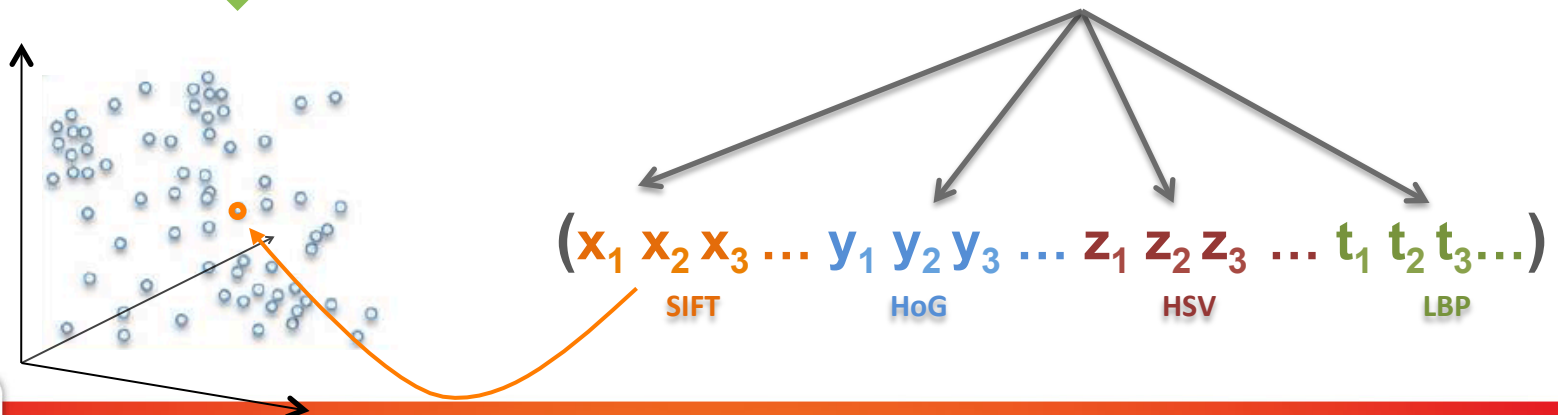 (x₁ x₂ x₃ ... y₁ y₂ y₃ ... z₁ z₂ z₃ ... t₁ t₂ t₃...)
SIFT HoG HSV LBP